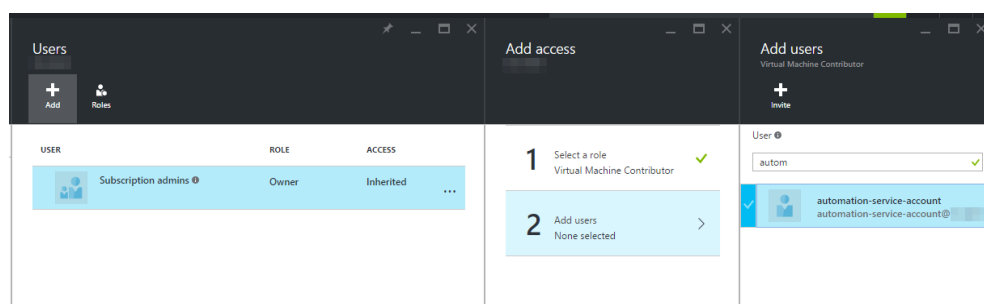 Users
Add
Roles
USER ROLE ACCESS
Subscription admins Owner Inherited ...
Add access
1 Select a role
Virtual Machine Contributor
2 Add users
None selected
Add users
Virtual Machine Contributor
Invite
User
autom
automation-service-account
automation-service-account@